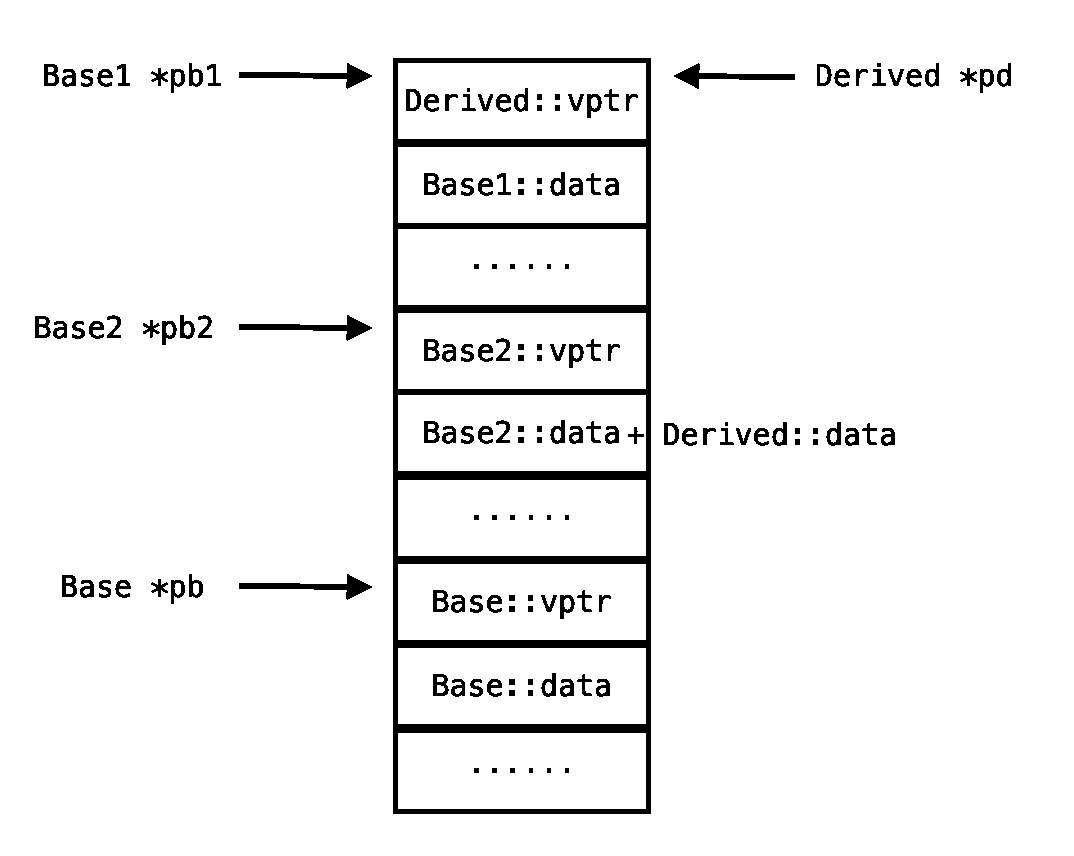 Base1 *pb1
Derived *pd
Derived::vptr
Base1::data
......
Base2 *pb2
Base2::vptr
Base2::data + Derived::data
......
Base *pb
Base::vptr
Base::data
......